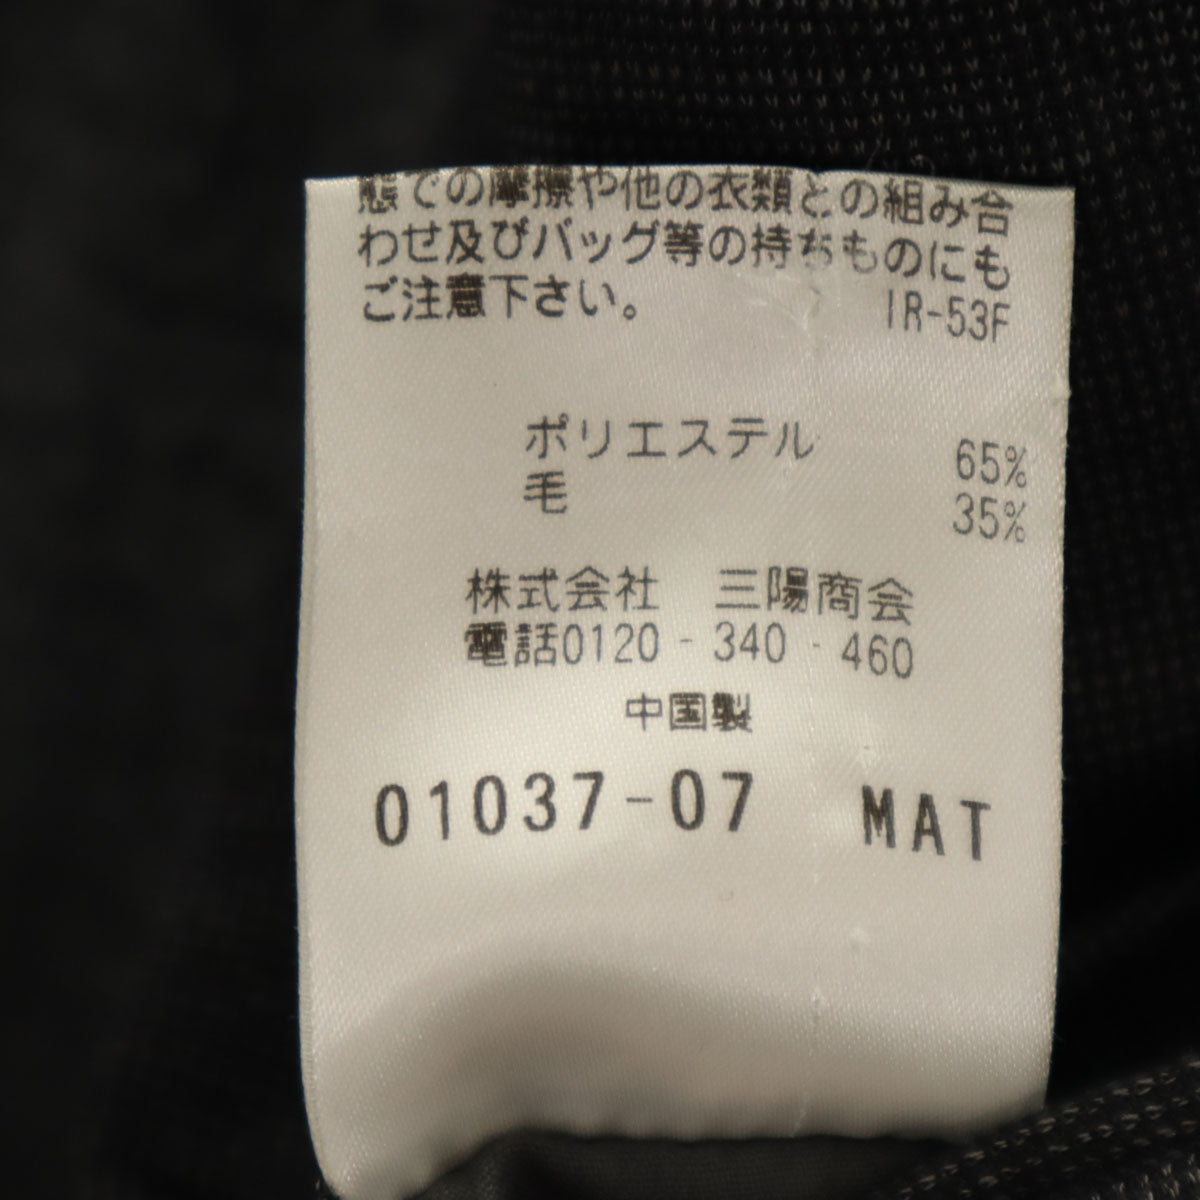 態での摩擦や他の衣類との組み合
わせ及びバッグ等の持ちものにも
ご注意下さい。
IR-53F
ポリエステル 65%
毛 35%
株式会社 三陽商会
電話0120-340-460
中国製
01037-07 MAT